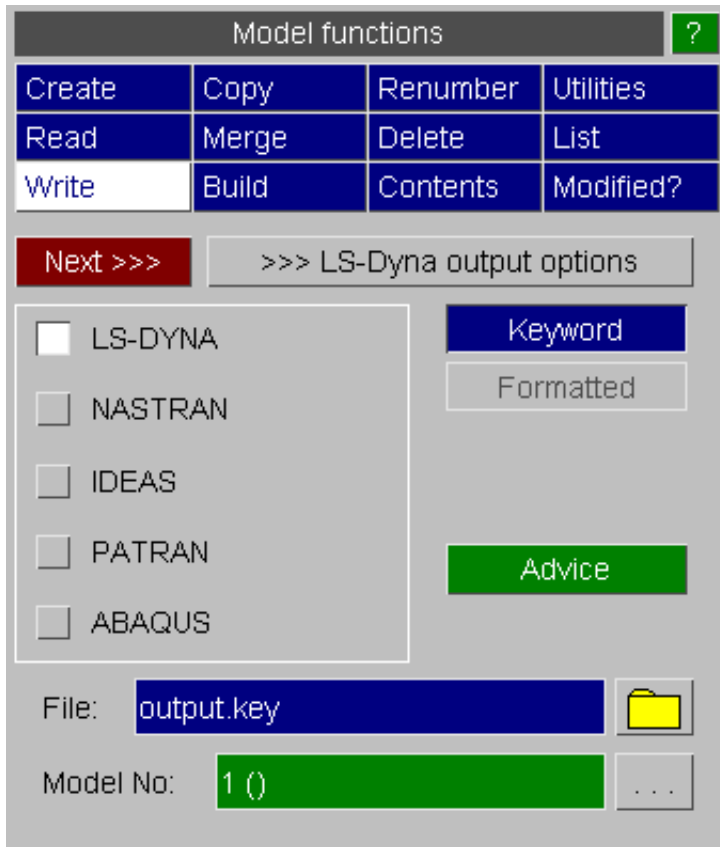 Model functions ?
Create Copy Renumber Utilities
Read Merge Delete List
Write Build Contents Modified?
Next >>> >>> LS-Dyna output options
LS-DYNA Keyword
NASTRAN Formatted
IDEAS
PATRAN Advice
ABAQUS
File: output.key
Model No: 1 () . . .